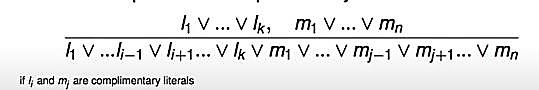 l₁ ∨ ... ∨ lₖ,    m₁ ∨ ... ∨ mₙ
l₁ ∨ ...lᵢ₋₁ ∨ lᵢ₊₁... ∨ lₖ ∨ m₁ ∨ ... ∨ mⱼ₋₁ ∨ mⱼ₊₁... ∨ mₙ
if lᵢ and mⱼ are complimentary literals